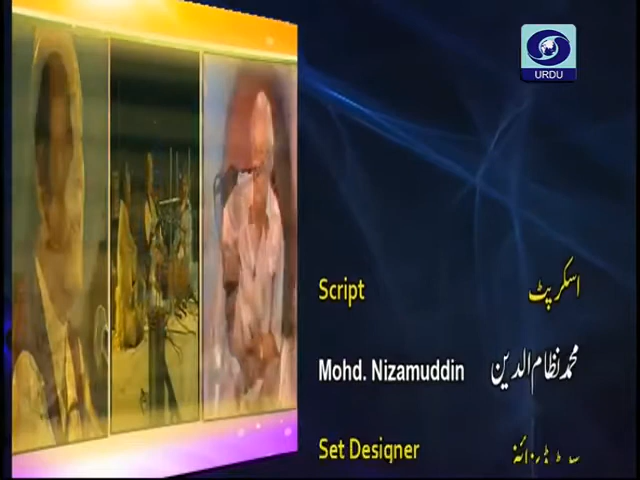 URDU
Script اسکرپٹ
Mohd. Nizamuddin محمد نظام الدین
Set Designer